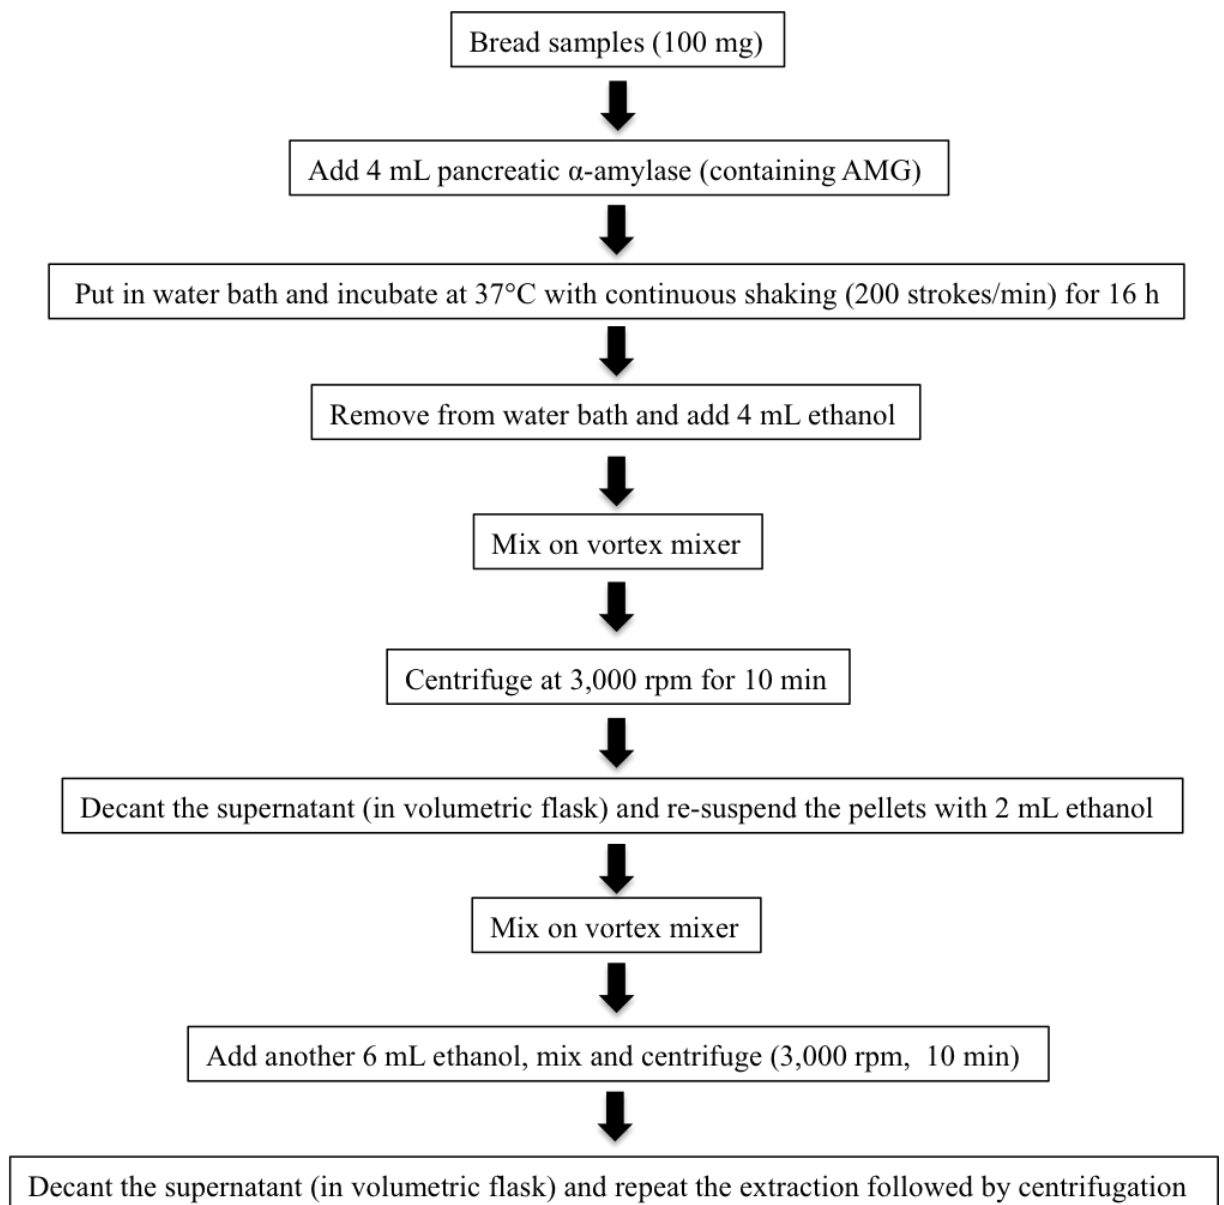 Bread samples (100 mg)
Add 4 mL pancreatic α-amylase (containing AMG)
Put in water bath and incubate at 37°C with continuous shaking (200 strokes/min) for 16 h
Remove from water bath and add 4 mL ethanol
Mix on vortex mixer
Centrifuge at 3,000 rpm for 10 min
Decant the supernatant (in volumetric flask) and re-suspend the pellets with 2 mL ethanol
Mix on vortex mixer
Add another 6 mL ethanol, mix and centrifuge (3,000 rpm, 10 min)
Decant the supernatant (in volumetric flask) and repeat the extraction followed by centrifugation